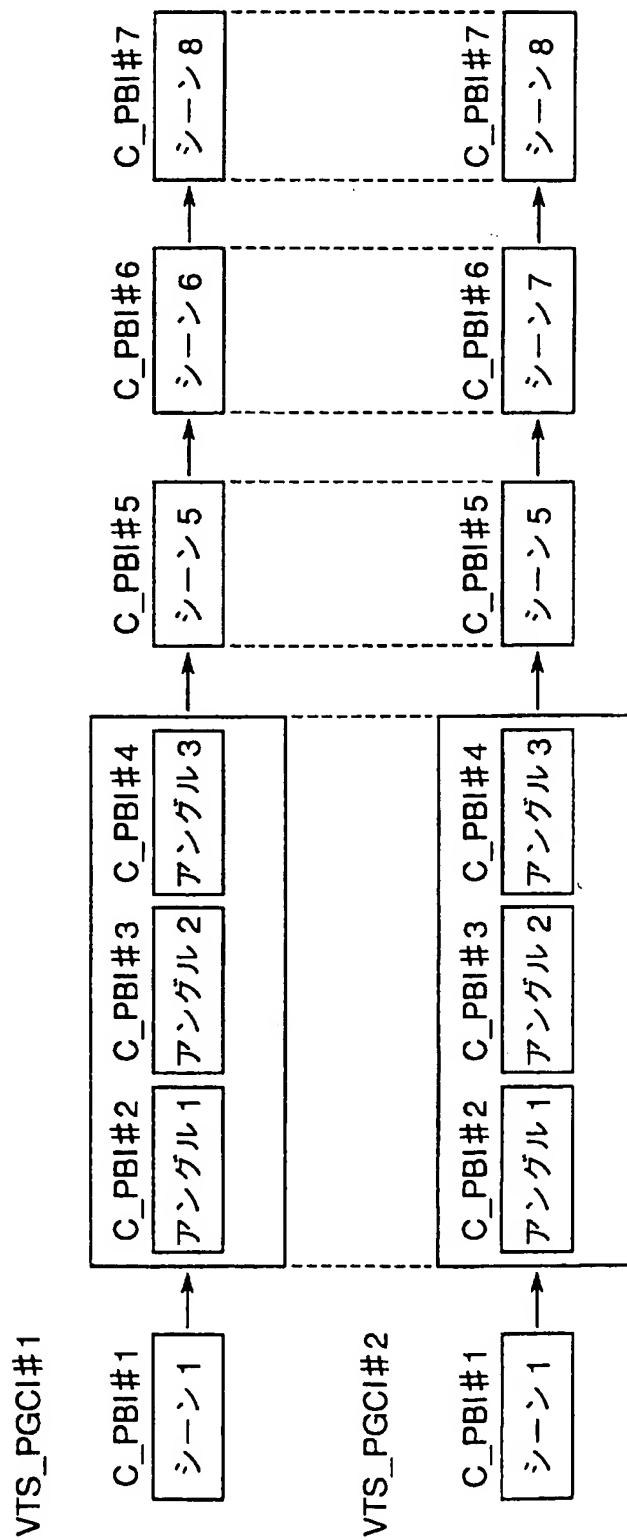 VTS_PGCI#1
C_PBI#1
シーン1
C_PBI#2
アングル1
C_PBI#3
アングル2
C_PBI#4
アングル3
C_PBI#5
シーン5
C_PBI#6
シーン6
C_PBI#7
シーン8
VTS_PGCI#2
C_PBI#1
シーン1
C_PBI#2
アングル1
C_PBI#3
アングル2
C_PBI#4
アングル3
C_PBI#5
シーン5
C_PBI#6
シーン7
C_PBI#7
シーン8